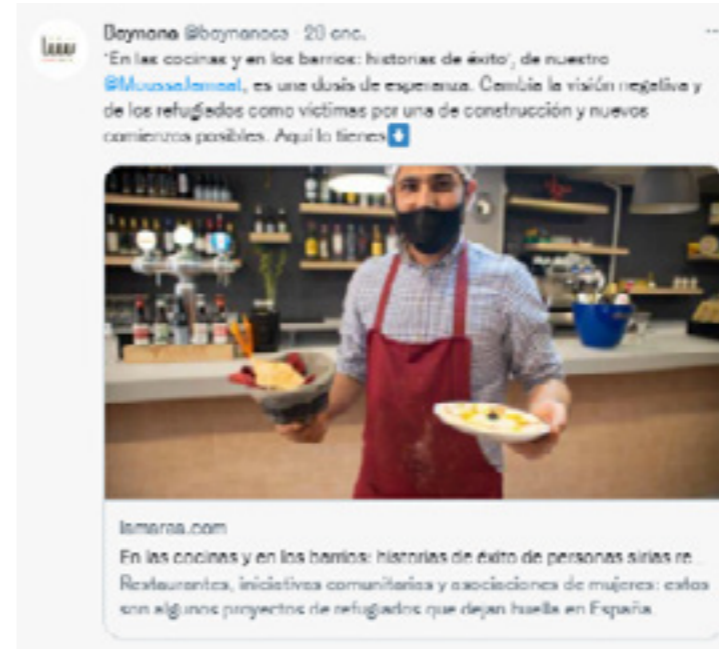 Baynana @baynanaes · 20 ene.
'En las cocinas y en los barrios: historias de éxito', de nuestro
@MuussaJamaat, es una dosis de esperanza. Cambia la visión negativa y
de los refugiados como víctimas por una de construcción y nuevos
comienzos posibles. Aquí lo tienes
lamarea.com
En las cocinas y en los barrios: historias de éxito de personas sirias re...
Restaurantes, iniciativas comunitarias y asociaciones de mujeres: estos
son algunos proyectos de refugiados que dejan huella en España